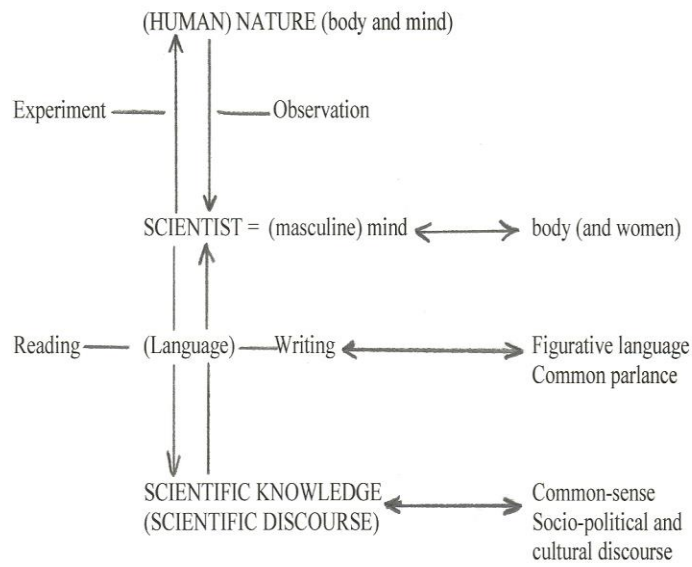 (HUMAN) NATURE (body and mind)
Experiment
Observation
SCIENTIST = (masculine) mind
body (and women)
Reading
(Language)
Writing
Figurative language
Common parlance
SCIENTIFIC KNOWLEDGE
(SCIENTIFIC DISCOURSE)
Common-sense
Socio-political and
cultural discourse